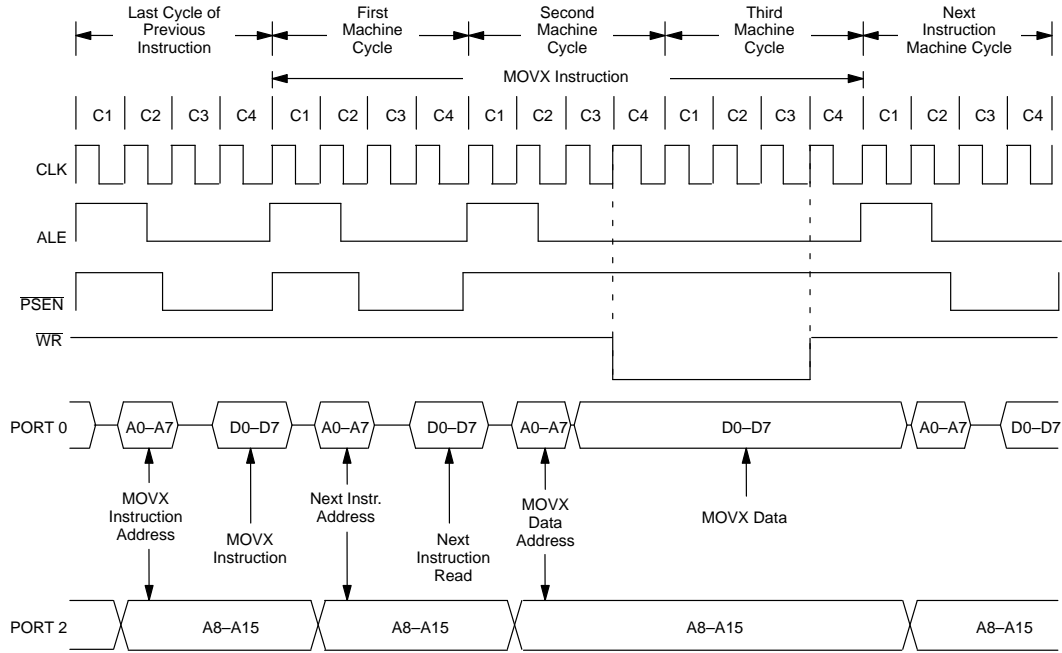 Last Cycle of
Previous
Instruction
First
Machine
Cycle
Second
Machine
Cycle
Third
Machine
Cycle
Next
Instruction
Machine Cycle
MOVX Instruction
C1 C2 C3 C4 C1 C2 C3 C4 C1 C2 C3 C4 C1 C2 C3 C4 C1 C2 C3 C4
CLK
ALE
PSEN
WR
PORT 0 A0–A7 D0–D7 A0–A7 D0–D7 A0–A7 D0–D7 A0–A7 D0–D7
MOVX
Instruction
Address
MOVX
Instruction
Next Instr.
Address
Next
Instruction
Read
MOVX
Data
Address
MOVX Data
PORT 2 A8–A15 A8–A15 A8–A15 A8–A15